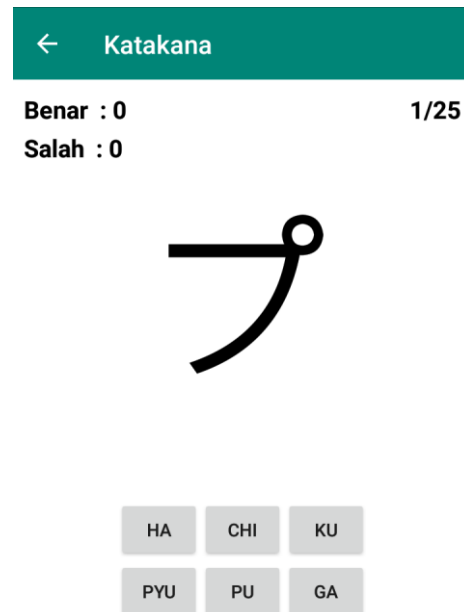 ← Katakana
Benar : 0 1/25
Salah : 0
プ
HA CHI KU
PYU PU GA